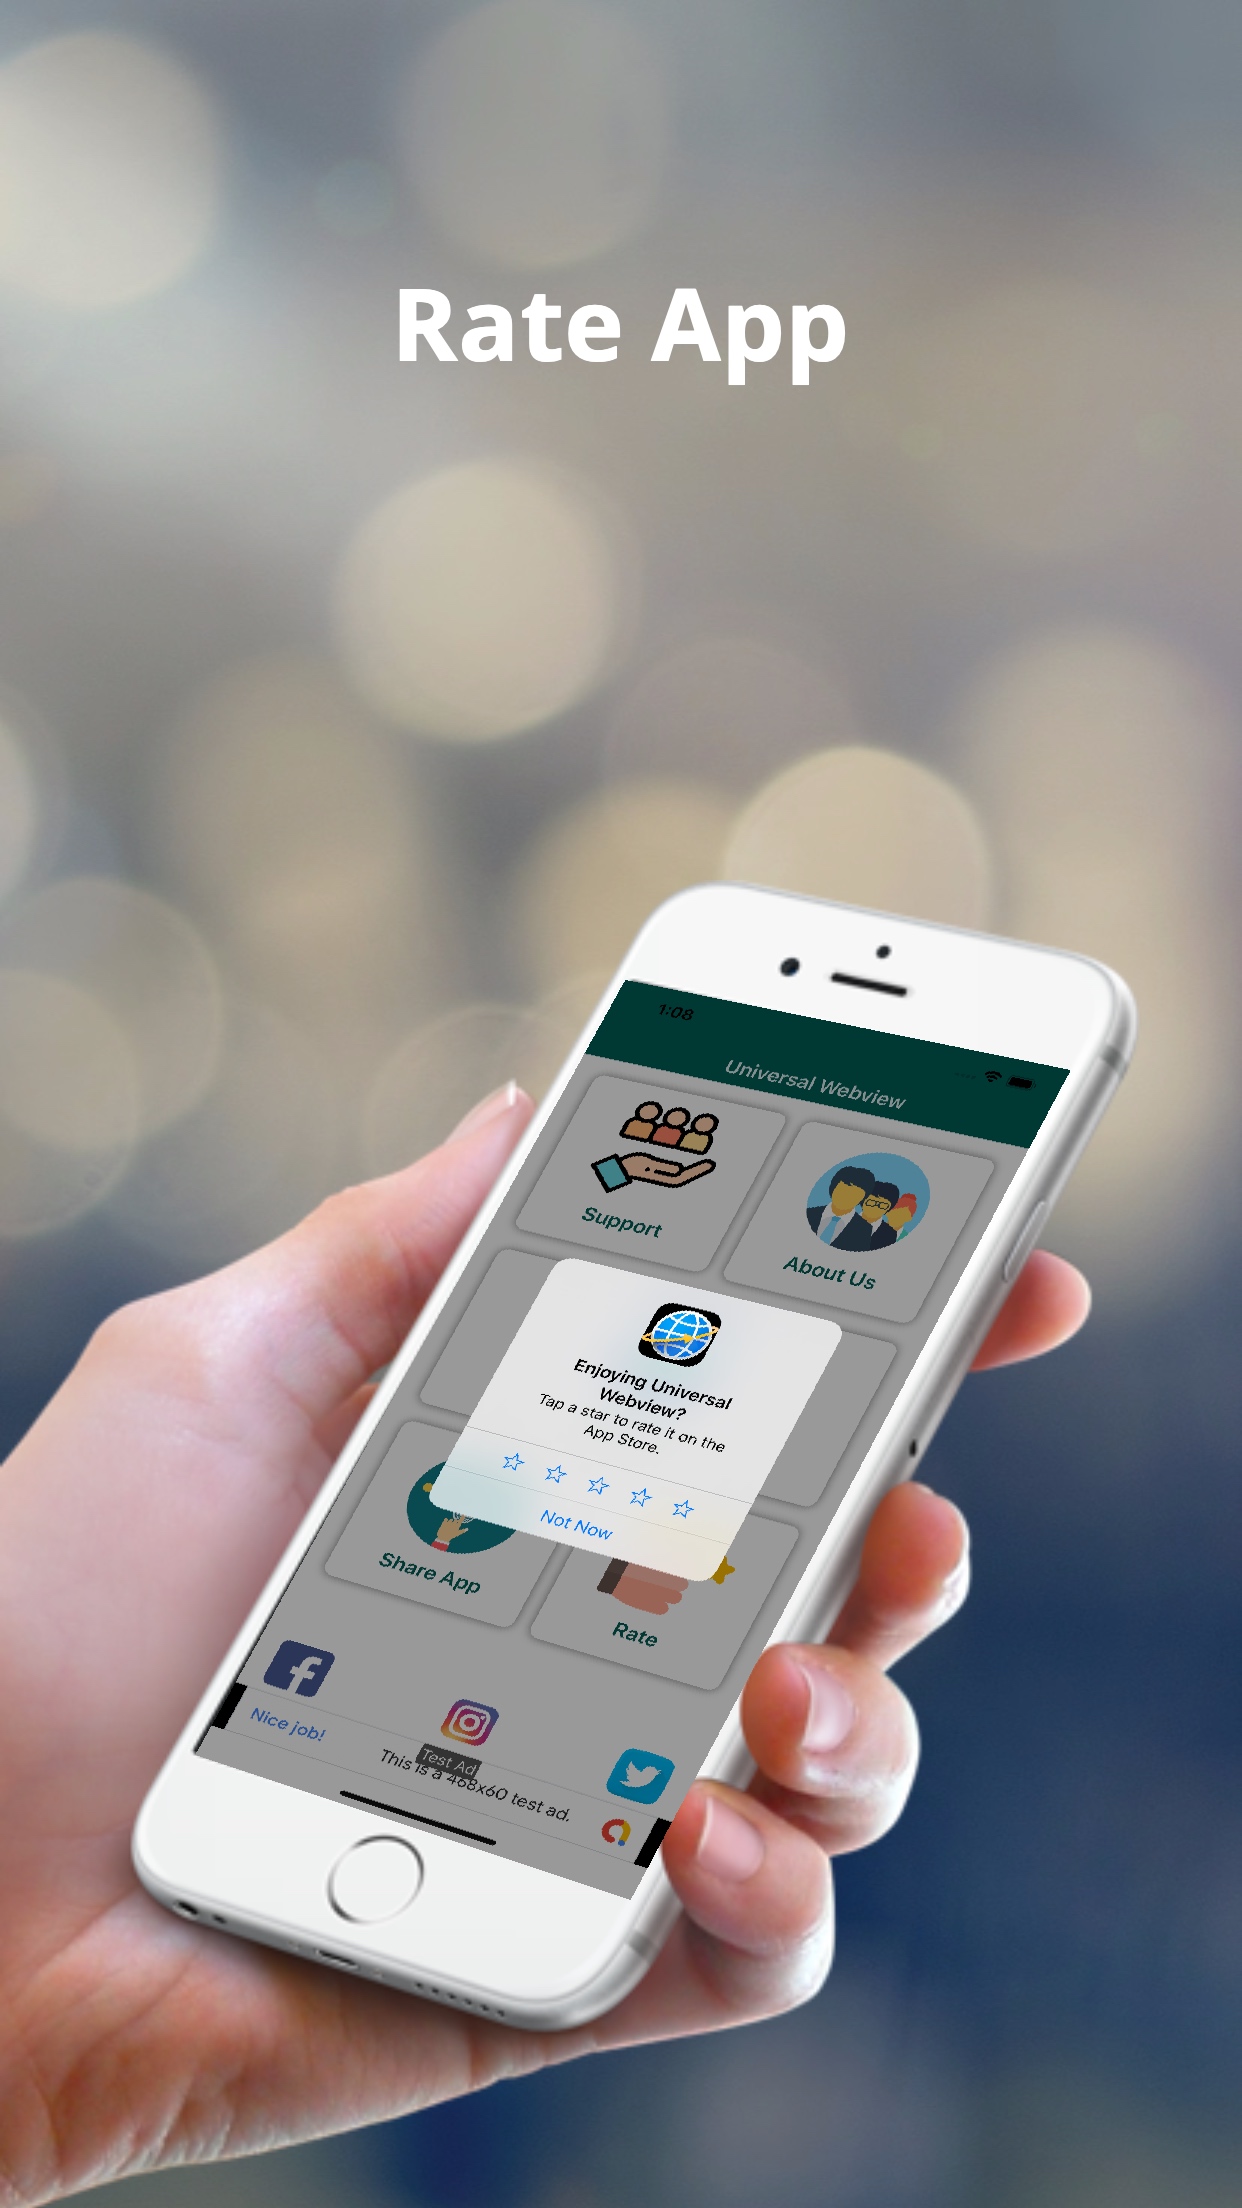 Rate App
1:08
Universal Webview
Support
About Us
Enjoying Universal
Webview?
Tap a star to rate it on the
App Store.
Not Now
Share App
Rate
Nice job!
Test Ad
This is a 468x60 test ad.